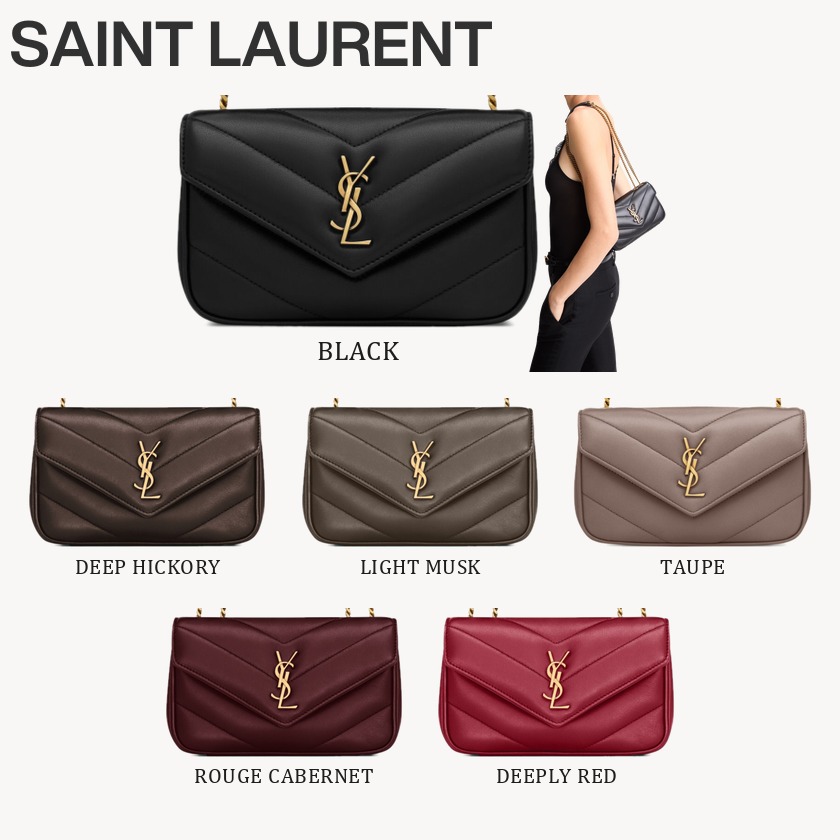 SAINT LAURENT
BLACK
DEEP HICKORY
LIGHT MUSK
TAUPE
ROUGE CABERNET
DEEPLY RED